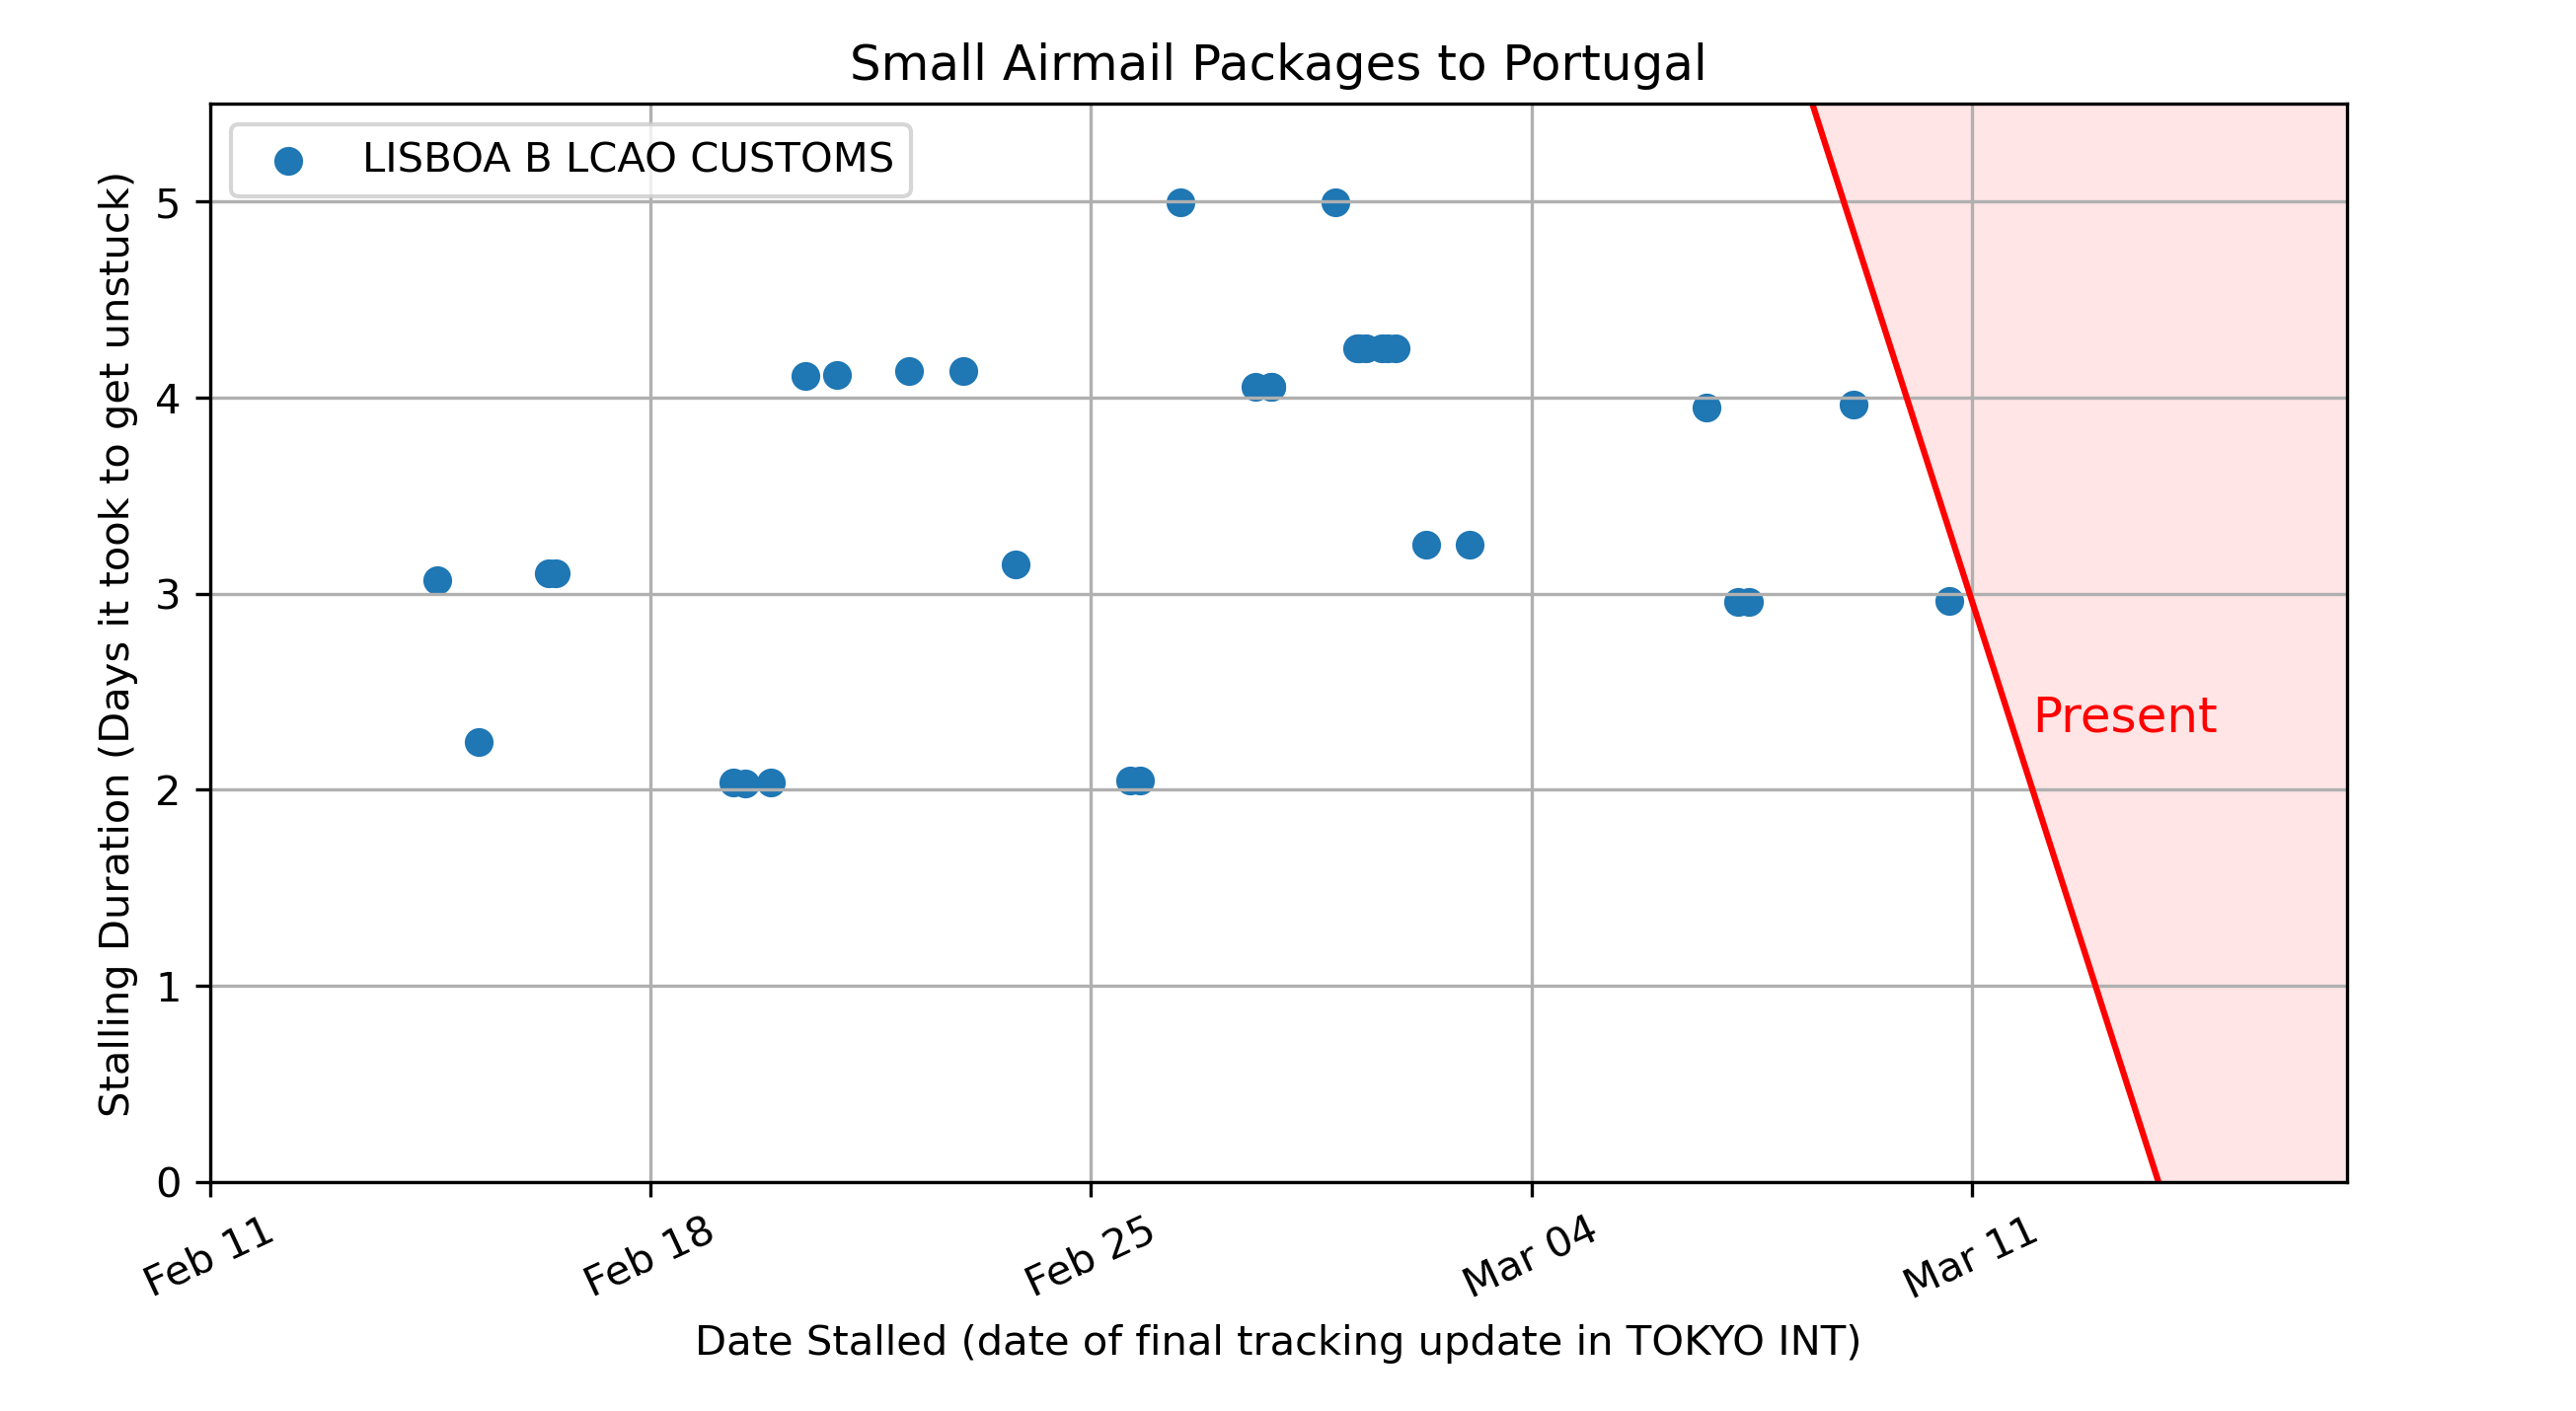 Small Airmail Packages to Portugal
LISBOA B LCAO CUSTOMS
Stalling Duration (Days it took to get unstuck)
5
4
3
2
1
0
Present
Feb 11
Feb 18
Feb 25
Mar 04
Mar 11
Date Stalled (date of final tracking update in TOKYO INT)